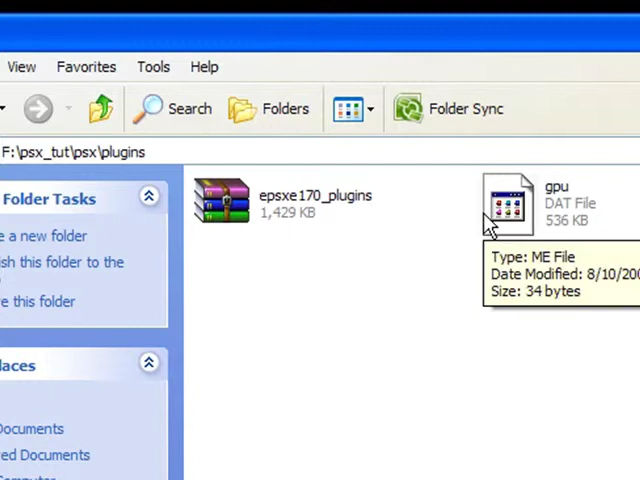 View Favorites Tools Help
Search Folders Folder Sync
F:\psx_tut\psx\plugins
Folder Tasks
e a new folder
ish this folder to the
e this folder
epsxe170_plugins
1,429 KB
gpu
DAT File
536 KB
Type: ME File
Date Modified: 8/10/200
Size: 34 bytes
laces
Documents
ed Documents